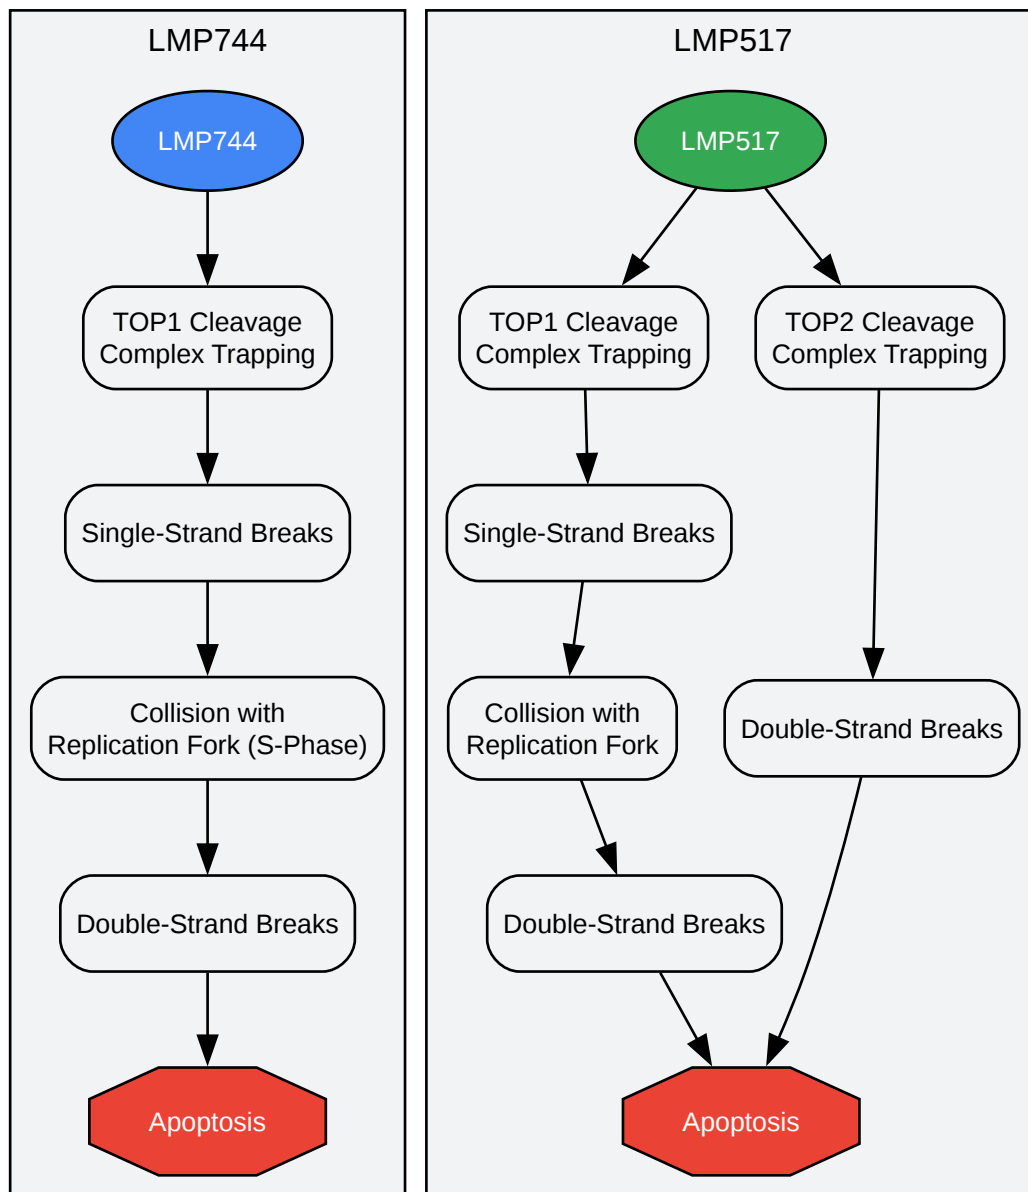 LMP744
LMP744
TOP1 Cleavage
Complex Trapping
Single-Strand Breaks
Collision with
Replication Fork (S-Phase)
Double-Strand Breaks
Apoptosis
LMP517
LMP517
TOP1 Cleavage
Complex Trapping
TOP2 Cleavage
Complex Trapping
Single-Strand Breaks
Collision with
Replication Fork
Double-Strand Breaks
Double-Strand Breaks
Apoptosis